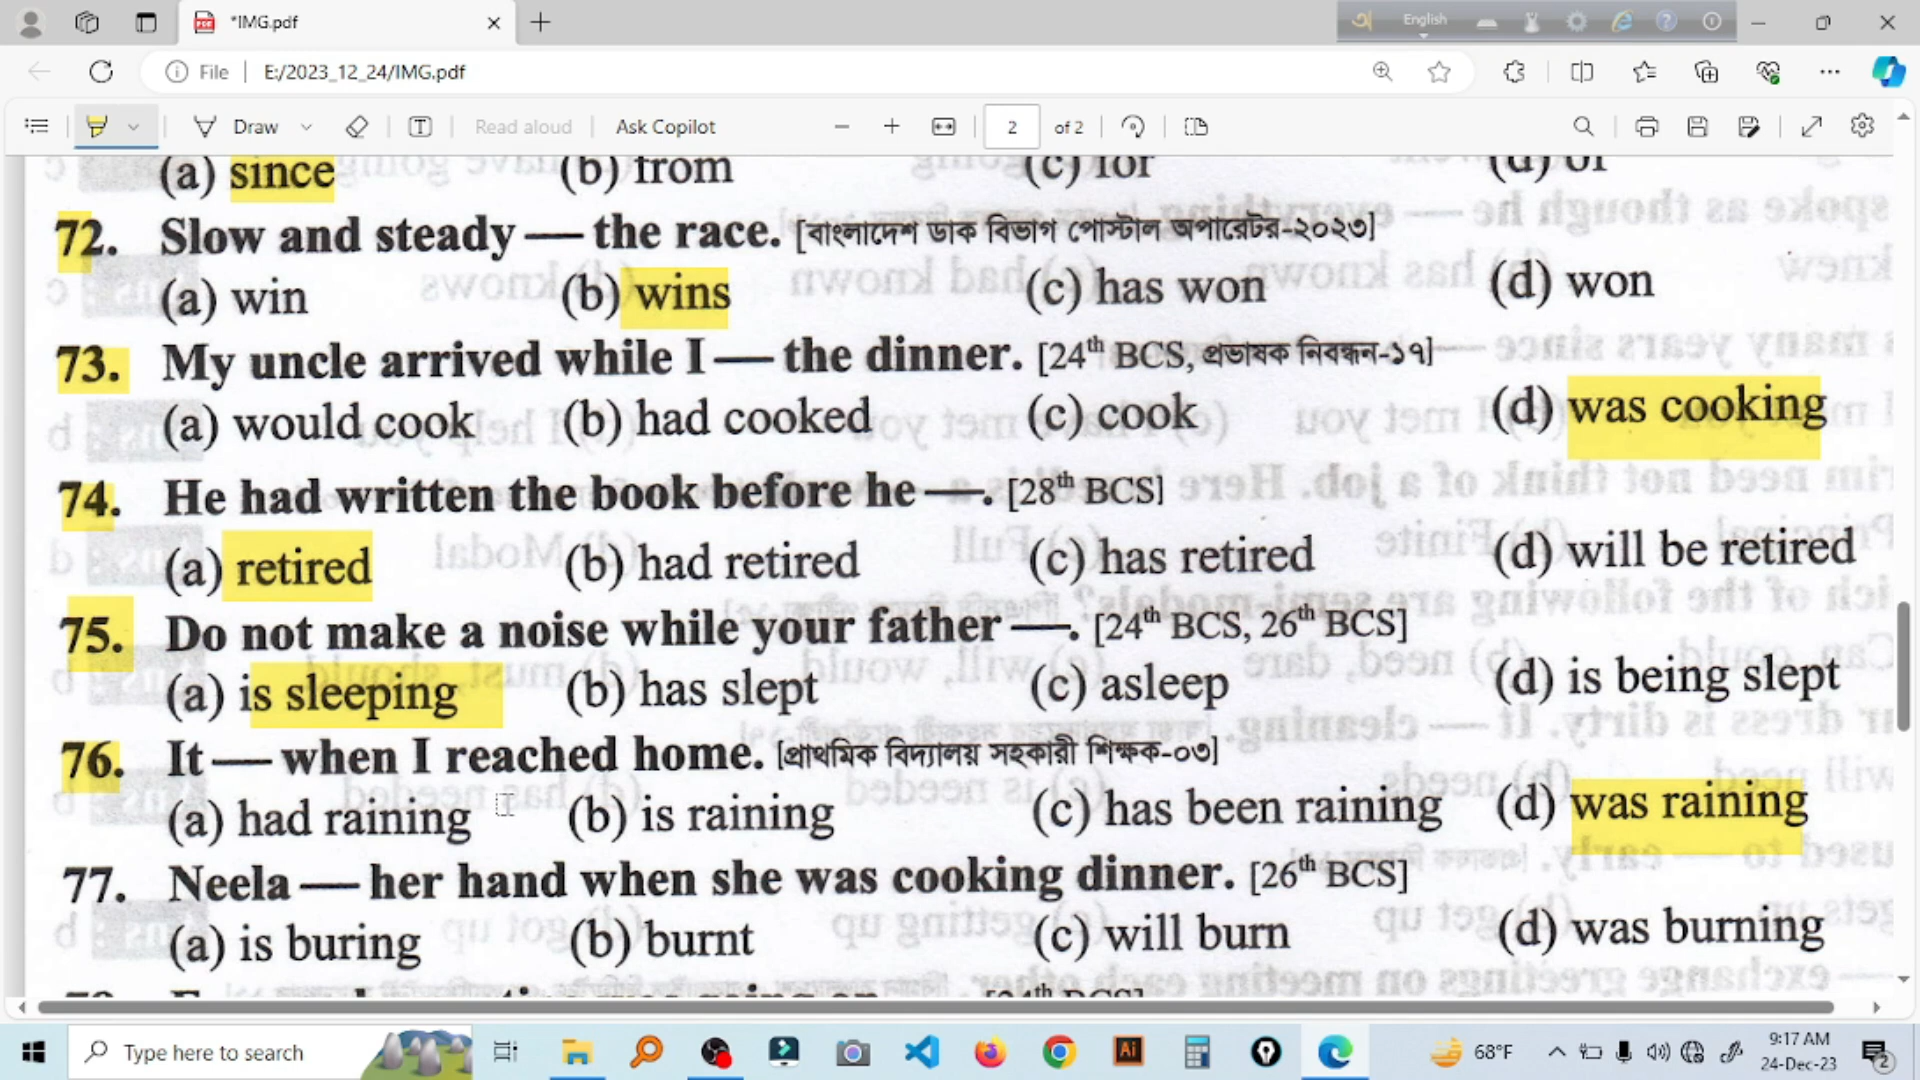 *IMG.pdf
English
File
E:/2023_12_24/IMG.pdf
Draw
Read aloud
Ask Copilot
2
of 2
(a) since (b) from (c) for (d) of
72. Slow and steady — the race. [বাংলাদেশ ডাক বিভাগ পোস্টাল অপারেটর-২০২৩]
(a) win (b) wins (c) has won (d) won
73. My uncle arrived while I — the dinner. [24th BCS, প্রভাষক নিবন্ধন-১৭]
(a) would cook (b) had cooked (c) cook (d) was cooking
74. He had written the book before he —. [28th BCS]
(a) retired (b) had retired (c) has retired (d) will be retired
75. Do not make a noise while your father —. [24th BCS, 26th BCS]
(a) is sleeping (b) has slept (c) asleep (d) is being slept
76. It — when I reached home. [প্রাথমিক বিদ্যালয় সহকারী শিক্ষক-০৩]
(a) had raining (b) is raining (c) has been raining (d) was raining
77. Neela — her hand when she was cooking dinner. [26th BCS]
(a) is buring (b) burnt (c) will burn (d) was burning
Type here to search
68°F
9:17 AM
24-Dec-23
2